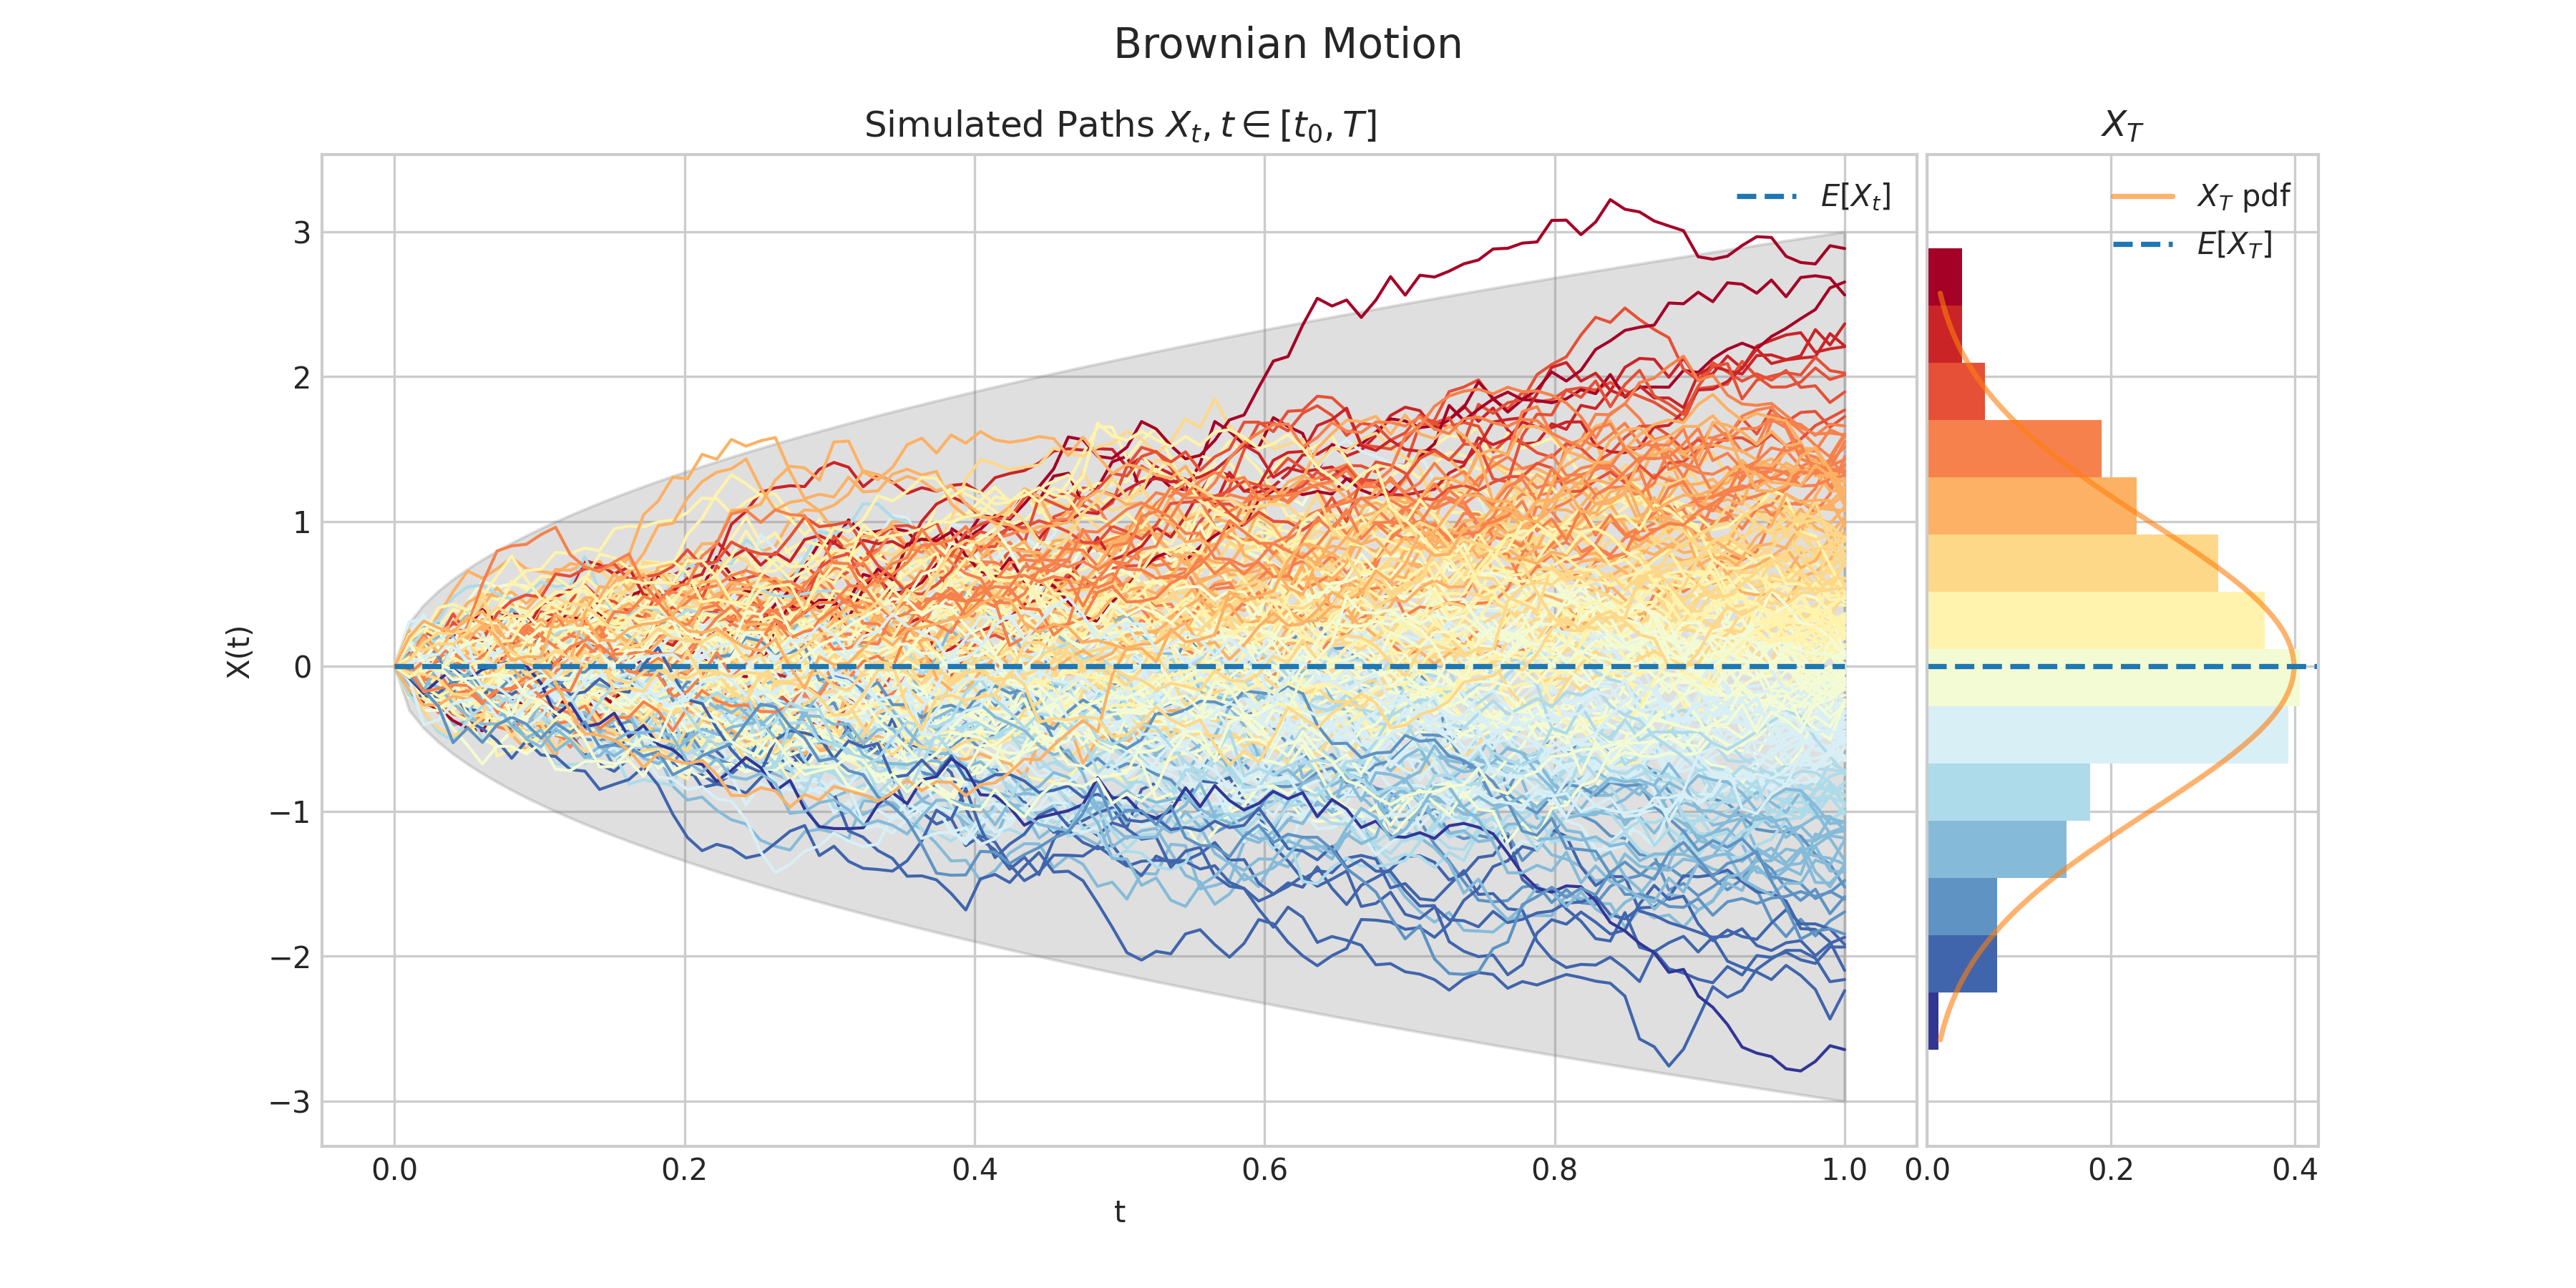 Brownian Motion
Simulated Paths $X_t, t \in [t_0, T]$
$X_T$
$E[X_t]$
$X_T$ pdf
$E[X_T]$
3
2
1
0
−1
−2
−3
X(t)
0.0 0.2 0.4 0.6 0.8 1.0 0.0 0.2 0.4
t